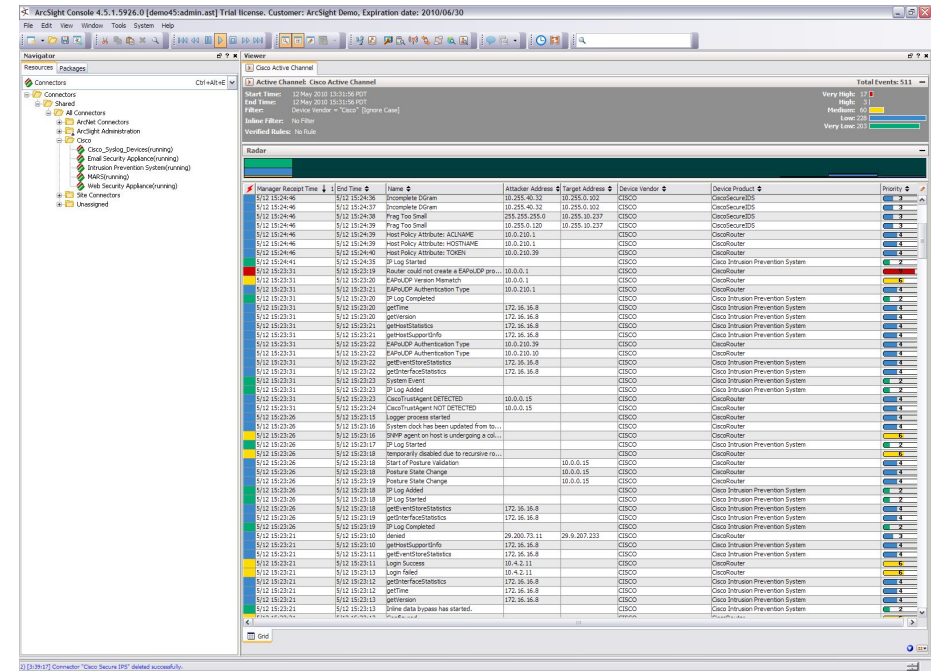 ArcSight Console 4.5.1.5926.0 [demo45:admin.ast] Trial license. Customer: ArcSight Demo, Expiration date: 2010/06/30
File Edit View Window Tools System Help
Navigator
Resources Packages
Connectors Ctrl+Alt+E
Connectors
Shared
All Connectors
ArcNet Connectors
ArcSight Administration
Cisco
Cisco_Syslog_Devices(running)
Email Security Appliance(running)
Intrusion Prevention System(running)
MARS(running)
Web Security Appliance(running)
Site Connectors
Unassigned
Viewer
Cisco Active Channel
Active Channel: Cisco Active Channel Total Events: 511
Start Time: 12 May 2010 13:31:56 PDT Very High: 17
End Time: 12 May 2010 15:31:56 PDT High: 3
Filter: Device Vendor = "Cisco" [Ignore Case] Medium: 60
Inline Filter: No Filter Low: 228
Verified Rules: No Rule Very Low: 203
Radar
Manager Receipt Time 1 End Time Name Attacker Address Target Address Device Vendor Device Product Priority
5/12 15:24:46 5/12 15:24:36 Incomplete DGram 10.255.40.32 10.255.0.102 CISCO CiscoSecureIDS 3
5/12 15:24:46 5/12 15:24:37 Incomplete DGram 10.255.40.32 10.255.0.102 CISCO CiscoSecureIDS 3
5/12 15:24:46 5/12 15:24:38 Frag Too Small 255.255.255.0 10.255.10.237 CISCO CiscoSecureIDS 3
5/12 15:24:46 5/12 15:24:39 Frag Too Small 10.255.0.120 10.255.10.237 CISCO CiscoSecureIDS 3
5/12 15:24:46 5/12 15:24:39 Host Policy Attribute: ACLNAME 10.0.210.1 CISCO CiscoRouter 4
5/12 15:24:46 5/12 15:24:39 Host Policy Attribute: HOSTNAME 10.0.210.1 CISCO CiscoRouter 4
5/12 15:24:46 5/12 15:24:40 Host Policy Attribute: TOKEN 10.0.210.39 CISCO CiscoRouter 4
5/12 15:24:41 5/12 15:24:35 IP Log Started CISCO Cisco Intrusion Prevention System 2
5/12 15:23:31 5/12 15:23:19 Router could not create a EAPoUDP pro... 10.0.0.1 CISCO CiscoRouter
5/12 15:23:31 5/12 15:23:20 EAPoUDP Version Mismatch 10.0.0.1 CISCO CiscoRouter 6
5/12 15:23:31 5/12 15:23:21 EAPoUDP Authentication Type 10.0.210.1 CISCO CiscoRouter 4
5/12 15:23:31 5/12 15:23:20 IP Log Completed CISCO Cisco Intrusion Prevention System 2
5/12 15:23:31 5/12 15:23:20 getTime 172.16.16.8 CISCO Cisco Intrusion Prevention System 4
5/12 15:23:31 5/12 15:23:20 getVersion 172.16.16.8 CISCO Cisco Intrusion Prevention System 4
5/12 15:23:31 5/12 15:23:21 getHostStatistics 172.16.16.8 CISCO Cisco Intrusion Prevention System 4
5/12 15:23:31 5/12 15:23:21 getHostSupportInfo 172.16.16.8 CISCO Cisco Intrusion Prevention System 4
5/12 15:23:31 5/12 15:23:22 EAPoUDP Authentication Type 10.0.210.39 CISCO CiscoRouter 4
5/12 15:23:31 5/12 15:23:22 EAPoUDP Authentication Type 10.0.210.10 CISCO CiscoRouter 4
5/12 15:23:31 5/12 15:23:22 getEventStoreStatistics 172.16.16.8 CISCO Cisco Intrusion Prevention System 4
5/12 15:23:31 5/12 15:23:22 getInterfaceStatistics 172.16.16.8 CISCO Cisco Intrusion Prevention System 4
5/12 15:23:31 5/12 15:23:23 System Event CISCO Cisco Intrusion Prevention System 2
5/12 15:23:31 5/12 15:23:23 IP Log Added CISCO Cisco Intrusion Prevention System 2
5/12 15:23:31 5/12 15:23:23 CiscoTrustAgent DETECTED 10.0.0.15 CISCO CiscoRouter 4
5/12 15:23:31 5/12 15:23:24 CiscoTrustAgent NOT DETECTED 10.0.0.15 CISCO CiscoRouter 4
5/12 15:23:26 5/12 15:23:15 Logger process started CISCO CiscoRouter 4
5/12 15:23:26 5/12 15:23:16 System clock has been updated from to... CISCO CiscoRouter 4
5/12 15:23:26 5/12 15:23:16 SNMP agent on host is undergoing a col... CISCO CiscoRouter 6
5/12 15:23:26 5/12 15:23:17 IP Log Started CISCO Cisco Intrusion Prevention System 2
5/12 15:23:26 5/12 15:23:18 temporarily disabled due to recursive ro... CISCO CiscoRouter 6
5/12 15:23:26 5/12 15:23:18 Start of Posture Validation 10.0.0.15 CISCO CiscoRouter 4
5/12 15:23:26 5/12 15:23:18 Posture State Change 10.0.0.15 CISCO CiscoRouter 4
5/12 15:23:26 5/12 15:23:19 Posture State Change 10.0.0.15 CISCO CiscoRouter 4
5/12 15:23:26 5/12 15:23:18 IP Log Added CISCO Cisco Intrusion Prevention System 2
5/12 15:23:26 5/12 15:23:18 IP Log Started CISCO Cisco Intrusion Prevention System 2
5/12 15:23:26 5/12 15:23:18 getEventStoreStatistics 172.16.16.8 CISCO Cisco Intrusion Prevention System 4
5/12 15:23:26 5/12 15:23:19 getInterfaceStatistics 172.16.16.8 CISCO Cisco Intrusion Prevention System 4
5/12 15:23:26 5/12 15:23:19 IP Log Completed CISCO Cisco Intrusion Prevention System 2
5/12 15:23:21 5/12 15:23:10 denied 29.200.73.11 29.9.207.233 CISCO CiscoRouter 3
5/12 15:23:21 5/12 15:23:10 getHostSupportInfo 172.16.16.8 CISCO Cisco Intrusion Prevention System 4
5/12 15:23:21 5/12 15:23:11 getEventStoreStatistics 172.16.16.8 CISCO Cisco Intrusion Prevention System 4
5/12 15:23:21 5/12 15:23:11 Login Success 10.4.2.11 CISCO CiscoRouter 6
5/12 15:23:21 5/12 15:23:11 Login failed 10.4.2.11 CISCO CiscoRouter 6
5/12 15:23:21 5/12 15:23:12 getInterfaceStatistics 172.16.16.8 CISCO Cisco Intrusion Prevention System 4
5/12 15:23:21 5/12 15:23:12 getTime 172.16.16.8 CISCO Cisco Intrusion Prevention System 4
5/12 15:23:21 5/12 15:23:13 getVersion 172.16.16.8 CISCO Cisco Intrusion Prevention System 4
5/12 15:23:21 5/12 15:23:13 Inline data bypass has started. CISCO Cisco Intrusion Prevention System 2
Grid
2) [3:39:17] Connector "Cisco Secure IPS" deleted successfully.